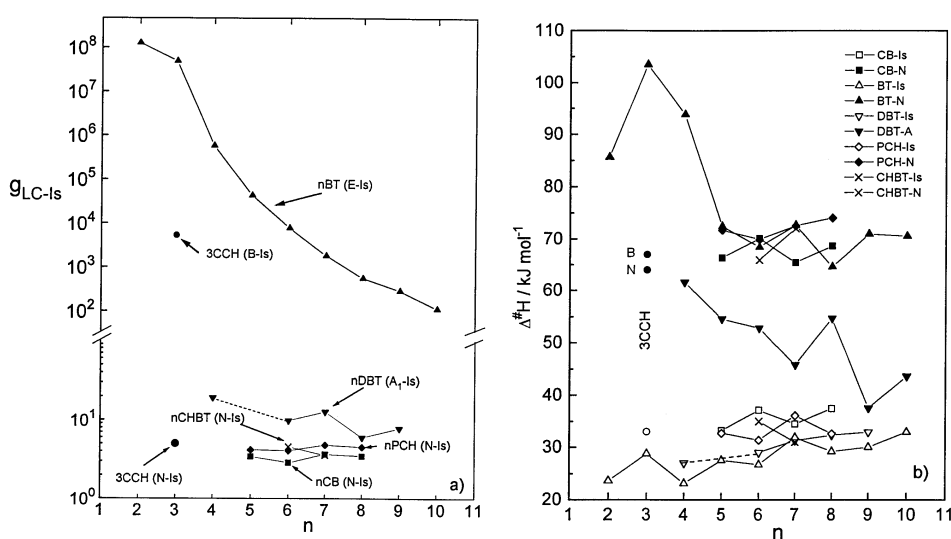 g LC-Is
10^8
10^7
10^6
10^5
10^4
10^3
10^2
10^1
10^0
nBT (E-Is)
3CCH (B-Is)
nDBT (A₁-Is)
nCHBT (N-Is)
nPCH (N-Is)
3CCH (N-Is)
nCB (N-Is)
a)
1 2 3 4 5 6 7 8 9 10 11
n
Δ^#H / kJ mol⁻¹
110
100
90
80
70
60
50
40
30
20
CB-Is
CB-N
BT-Is
BT-N
DBT-Is
DBT-A
PCH-Is
PCH-N
CHBT-Is
CHBT-N
B
N
3CCH
b)
1 2 3 4 5 6 7 8 9 10 11
n